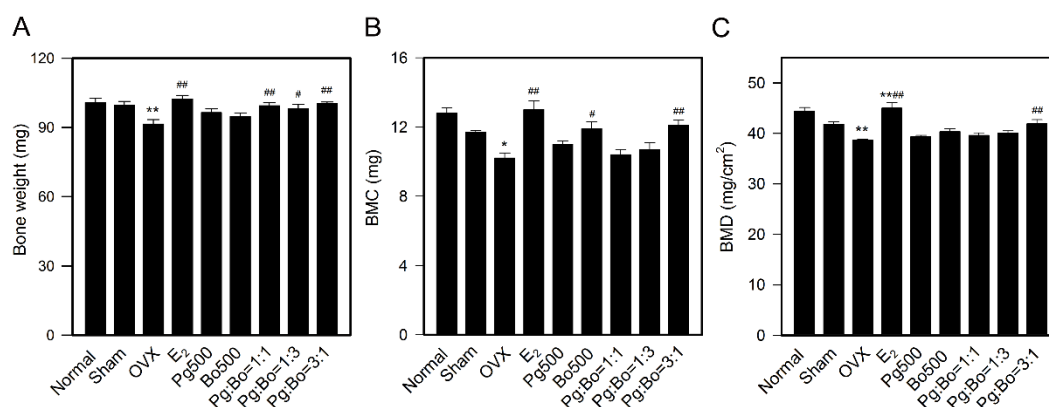 A
Bone weight (mg)
120
90
60
30
0
**
##
##
#
##
Normal
Sham
OVX
E2
Pg500
Bo500
Pg:Bo=1:1
Pg:Bo=1:3
Pg:Bo=3:1
B
BMC (mg)
16
12
8
4
0
*
##
#
##
Normal
Sham
OVX
E2
Pg500
Bo500
Pg:Bo=1:1
Pg:Bo=1:3
Pg:Bo=3:1
C
BMD (mg/cm2)
50
40
30
20
10
0
**
**##
##
Normal
Sham
OVX
E2
Pg500
Bo500
Pg:Bo=1:1
Pg:Bo=1:3
Pg:Bo=3:1